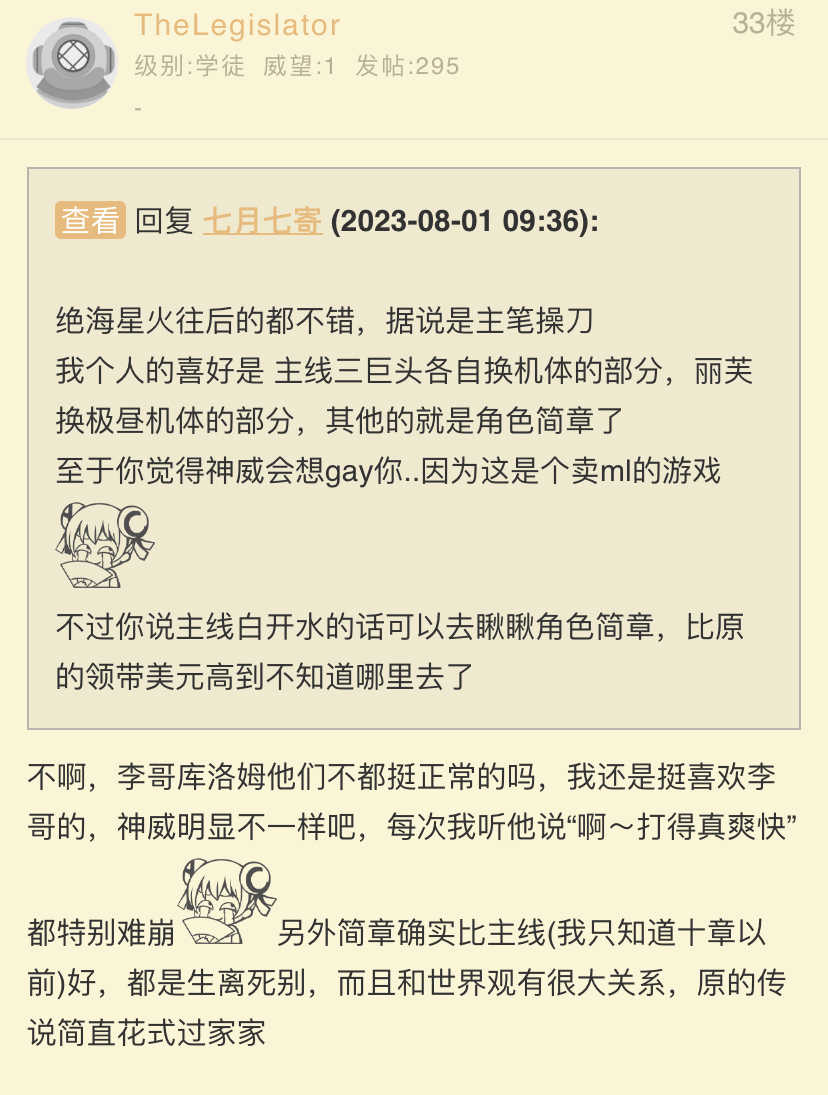 TheLegislator
33楼
级别:学徒 威望:1 发帖:295
-
查看 回复 七月七寄 (2023-08-01 09:36):
绝海星火往后的都不错，据说是主笔操刀
我个人的喜好是 主线三巨头各自换机体的部分，丽芙
换极昼机体的部分，其他的就是角色简章了
至于你觉得神威会想gay你..因为这是个卖ml的游戏
不过你说主线白开水的话可以去瞅瞅角色简章，比原
的领带美元高到不知道哪里去了
不啊，李哥库洛姆他们不都挺正常的吗，我还是挺喜欢李
哥的，神威明显不一样吧，每次我听他说“啊～打得真爽快”
都特别难崩 另外简章确实比主线(我只知道十章以
前)好，都是生离死别，而且和世界观有很大关系，原的传
说简直花式过家家